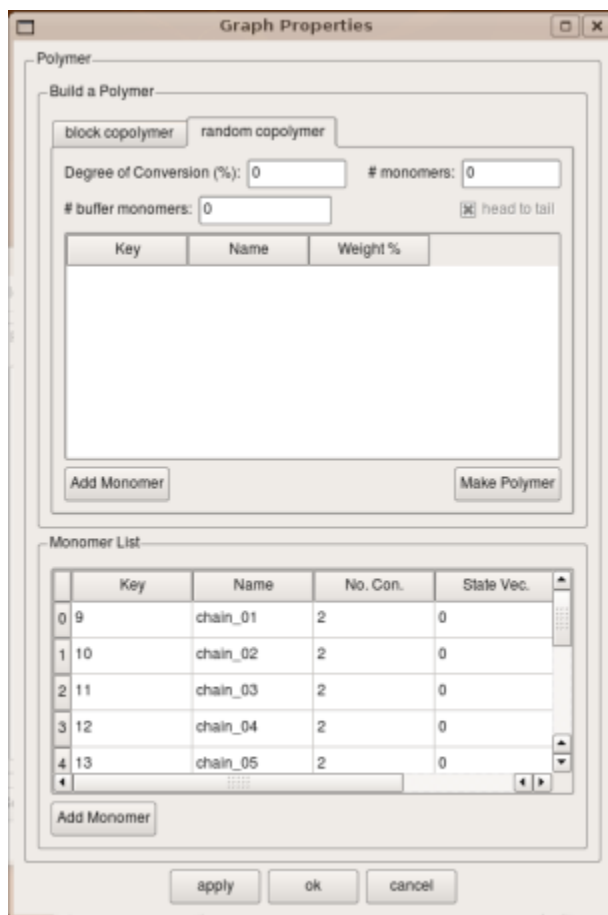 Graph Properties
Polymer
Build a Polymer
block copolymer random copolymer
Degree of Conversion (%): 0 # monomers: 0
# buffer monomers: 0 head to tail
Key Name Weight %
Add Monomer Make Polymer
Monomer List
Key Name No. Con. State Vec.
0 9 chain_01 2 0
1 10 chain_02 2 0
2 11 chain_03 2 0
3 12 chain_04 2 0
4 13 chain_05 2 0
Add Monomer
apply ok cancel